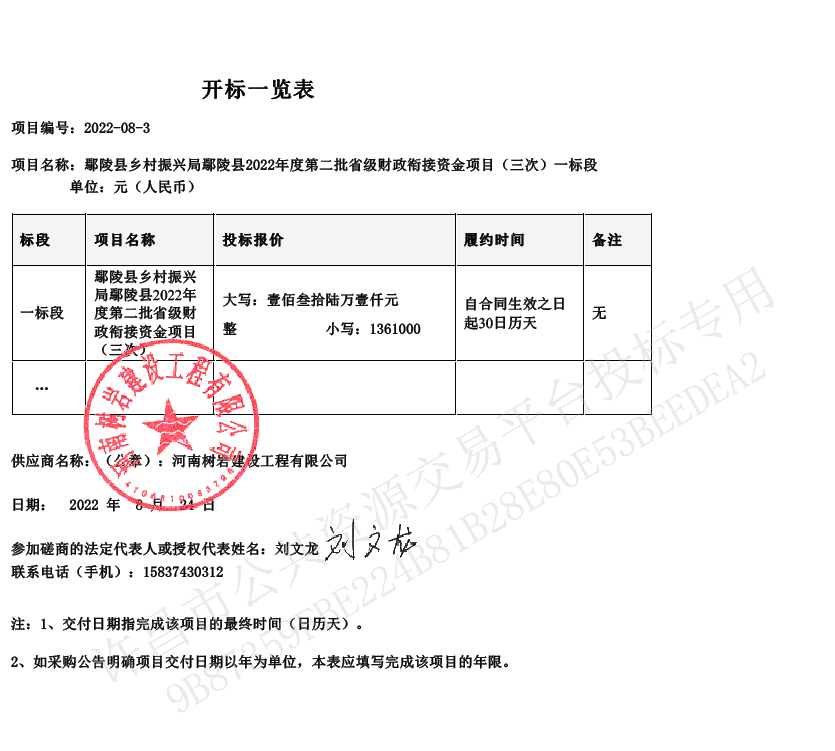 开标一览表
项目编号：2022-08-3
项目名称：鄢陵县乡村振兴局鄢陵县2022年度第二批省级财政衔接资金项目（三次）一标段
单位：元（人民币）
标段 项目名称 投标报价 履约时间 备注
一标段
鄢陵县乡村振兴
局鄢陵县2022年
度第二批省级财
政衔接资金项目
（三次）
大写：壹佰叁拾陆万壹仟元
整 小写：1361000
自合同生效之日
起30日历天
无
…
河南树岩建设工程有限公司
供应商名称：（公章）：河南树岩建设工程有限公司
日期： 2022 年 8 月 24 日
参加磋商的法定代表人或授权代表姓名：刘文龙 刘文龙
联系电话（手机）：15837430312
注：1、交付日期指完成该项目的最终时间（日历天）。
2、如采购公告明确项目交付日期以年为单位，本表应填写完成该项目的年限。
许昌市公共资源交易平台投标专用
9B87359FBE224B81B28E80E53BEEDEA2